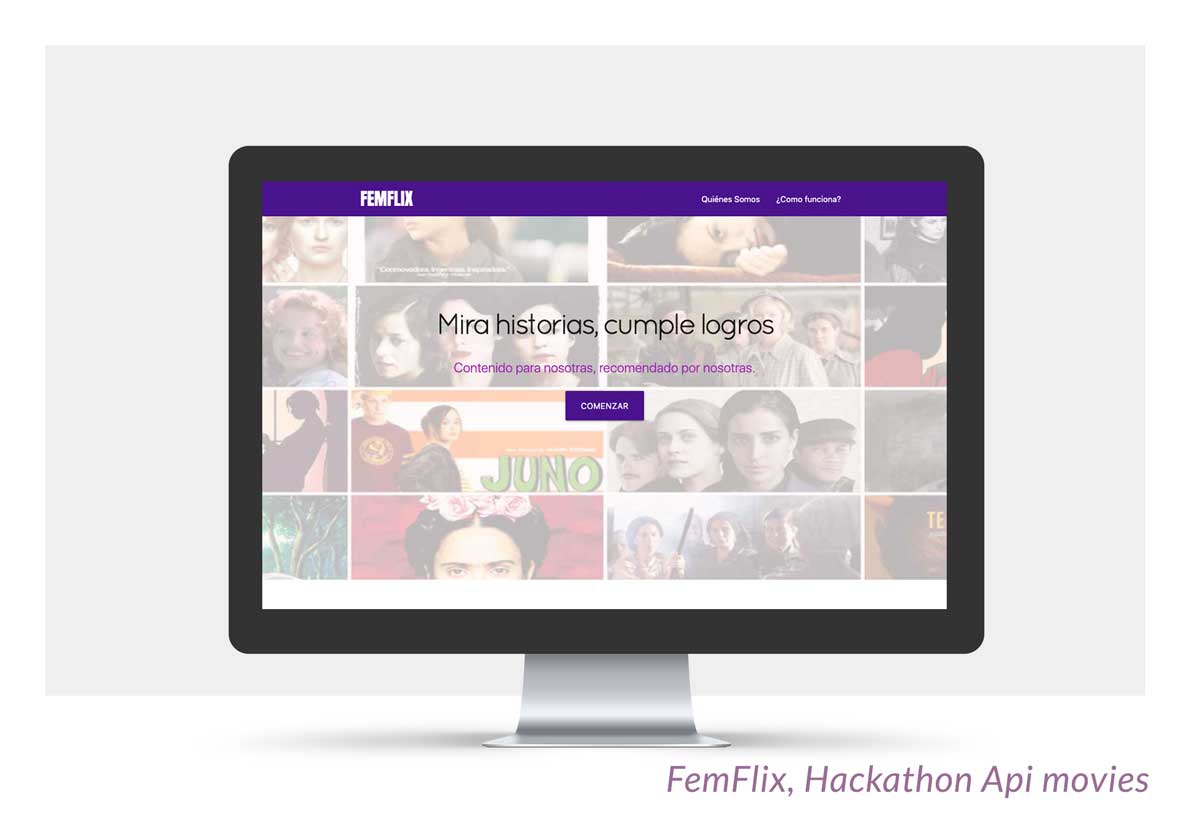 FEMFLIX
Quiénes Somos
¿Como funciona?
"Conmovedora. Ingeniosa. Inspiradora."
Mira historias, cumple logros
Contenido para nosotras, recomendado por nosotras.
COMENZAR
JUNO
TE
FemFlix, Hackathon Api movies